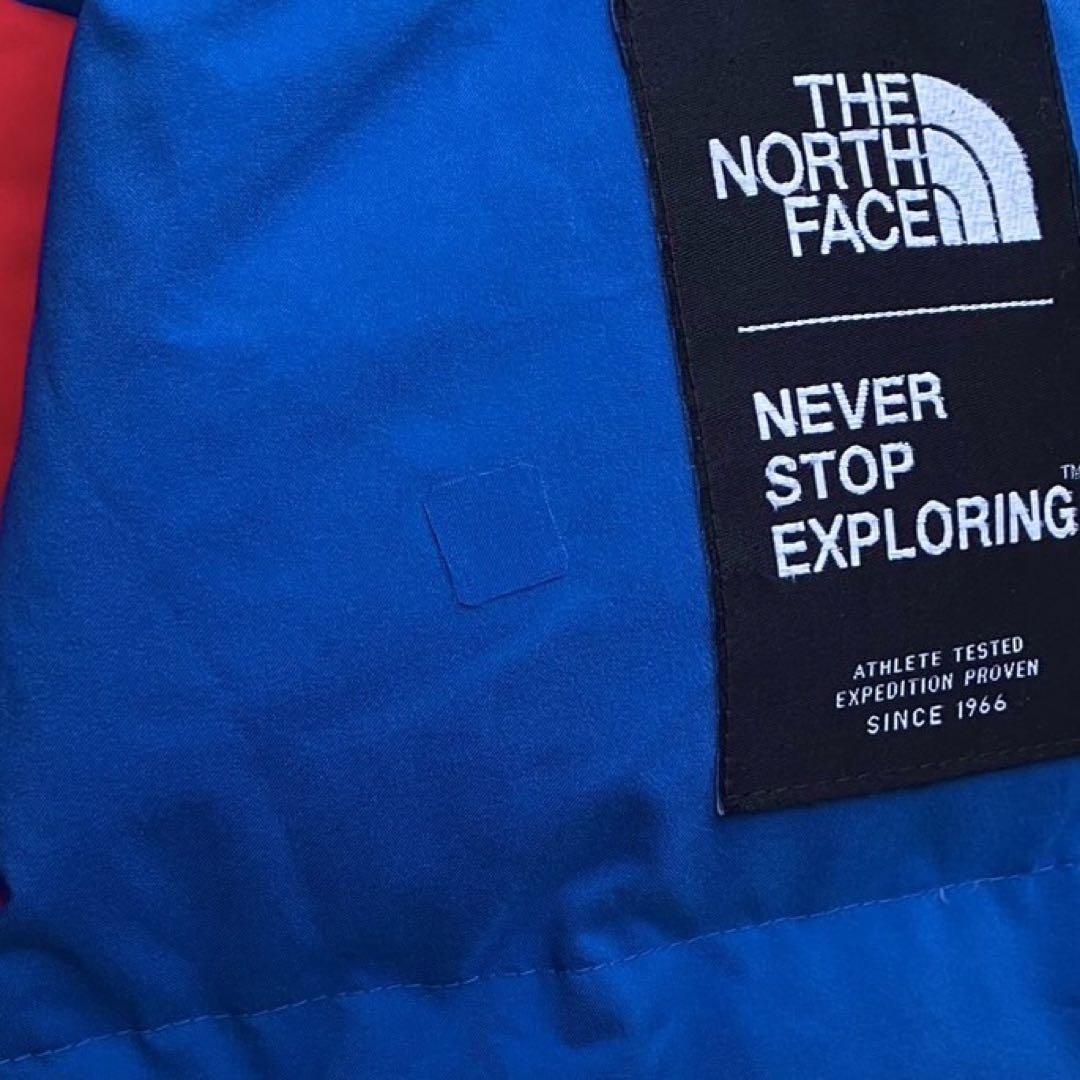 THE
NORTH
FACE
NEVER
STOP
EXPLORING™
ATHLETE TESTED
EXPEDITION PROVEN
SINCE 1966